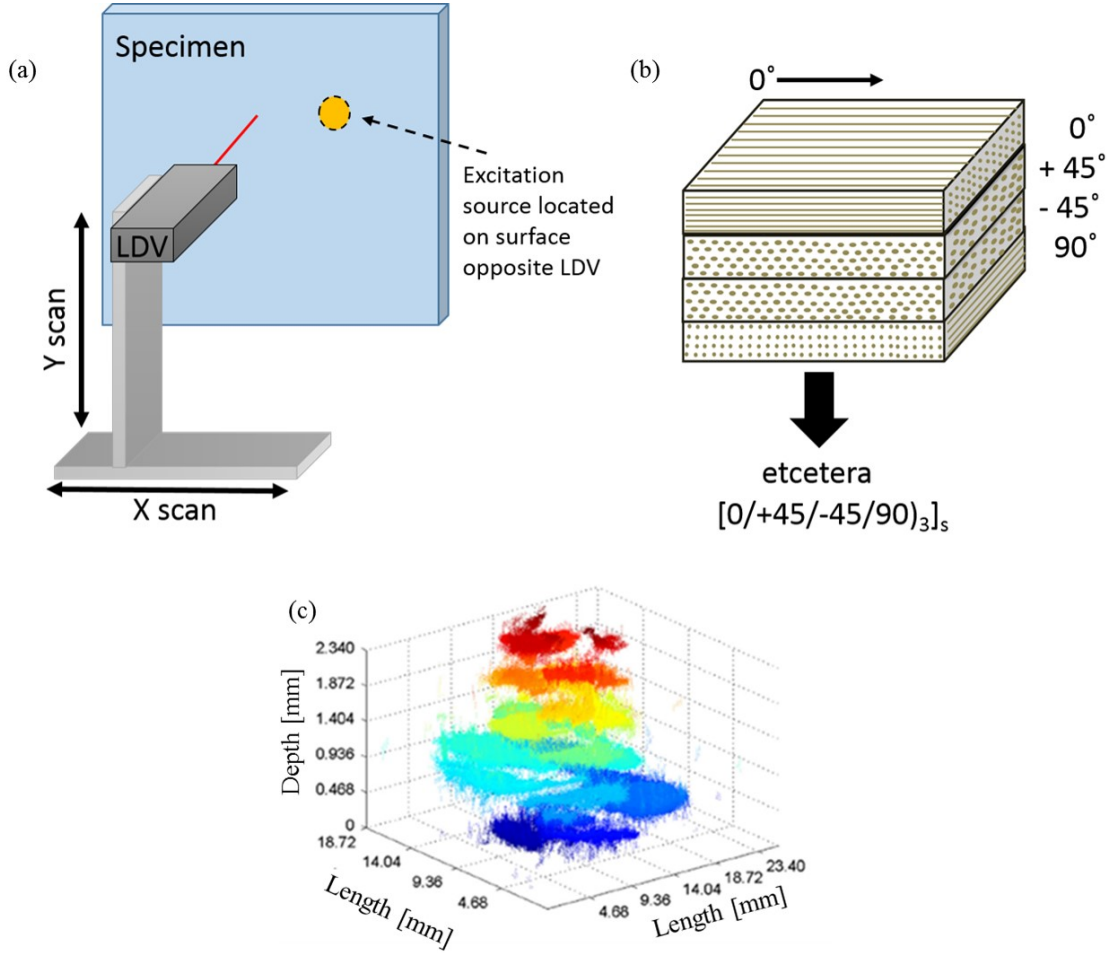 (a)
Specimen
Excitation
source located
on surface
opposite LDV
LDV
Y scan
X scan
(b)
0˚
0˚
+ 45˚
- 45˚
90˚
etcetera
[0/+45/-45/90)₃]ₛ
(c)
2.340
1.872
1.404
0.936
0.468
0
Depth [mm]
18.72
14.04
9.36
4.68
Length [mm]
4.68
9.36
14.04
18.72
23.40
Length [mm]